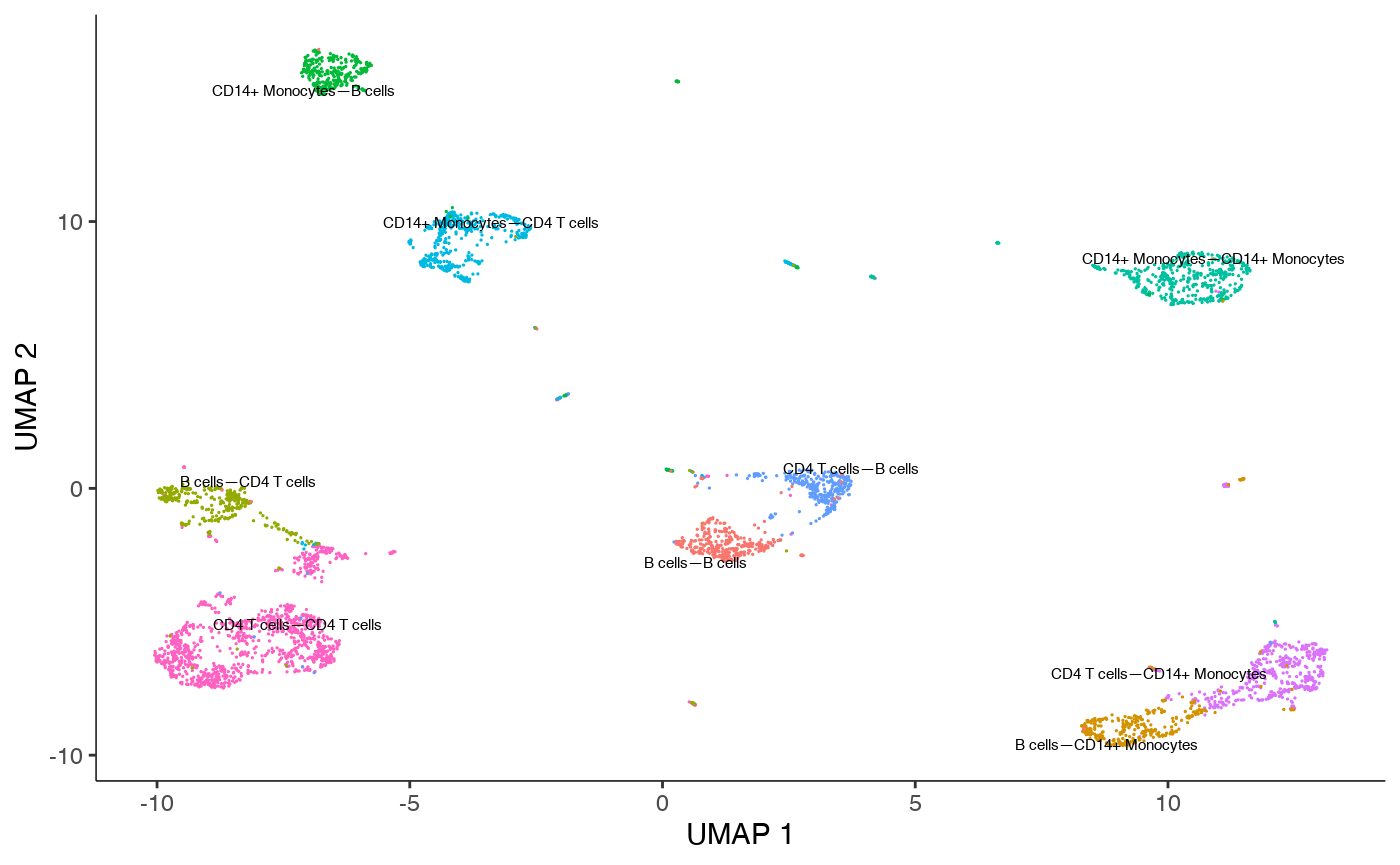 CD14+ Monocytes—B cells
10
CD14+ Monocytes—CD4 T cells
CD14+ Monocytes—CD14+ Monocytes
UMAP 2
0
B cells—CD4 T cells
CD4 T cells—B cells
B cells—B cells
CD4 T cells—CD4 T cells
CD4 T cells—CD14+ Monocytes
B cells—CD14+ Monocytes
-10
-10
-5
0
5
10
UMAP 1